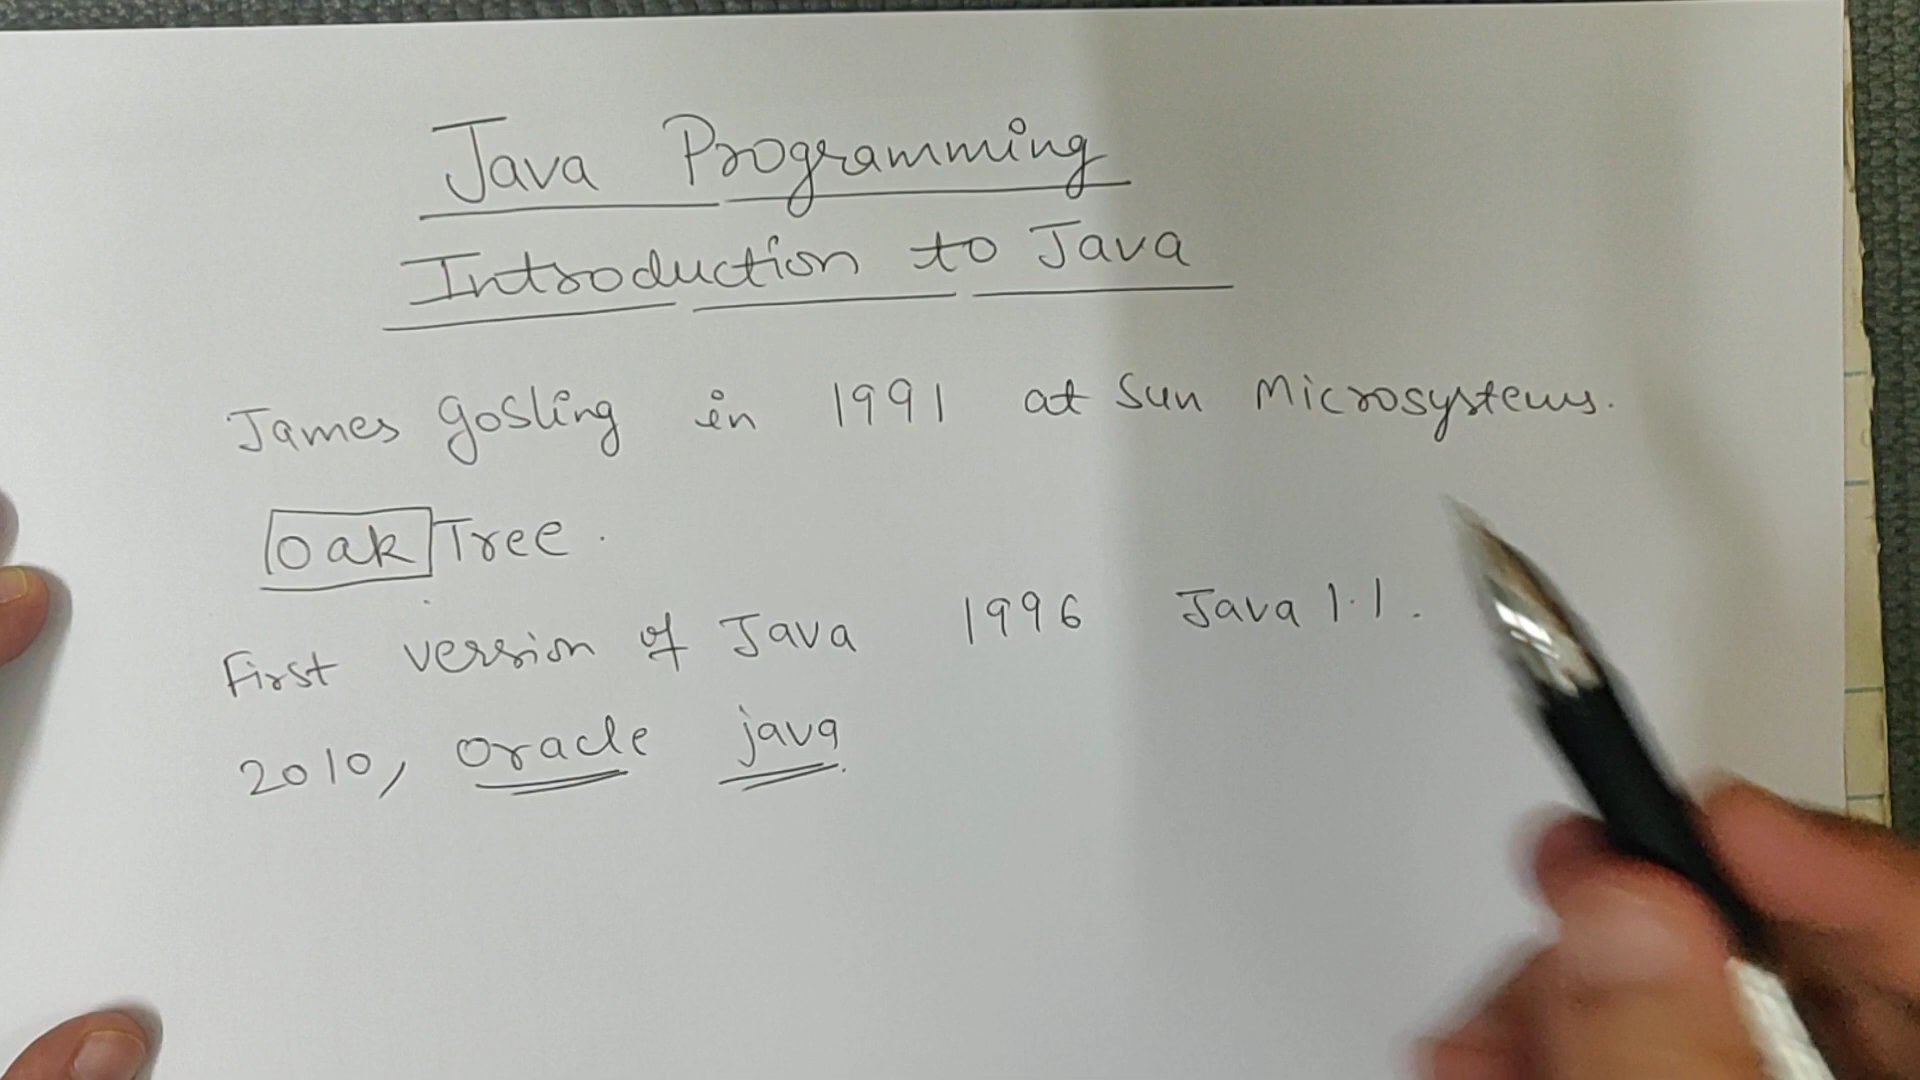 Java Programming
Introduction to Java
James Gosling in 1991 at Sun Microsystems.
Oak Tree.
First version of Java 1996 Java 1.1.
2010, Oracle java